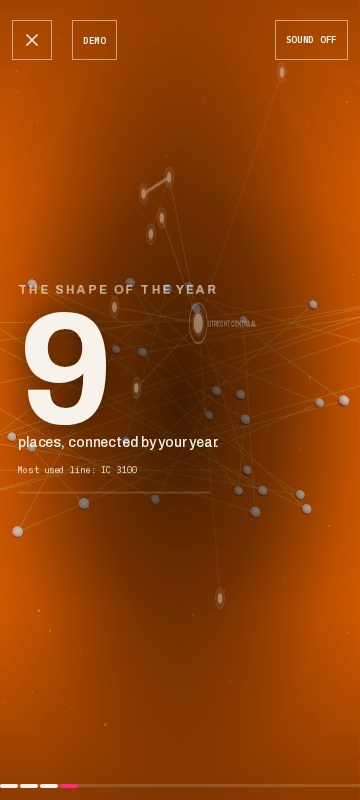 DEMO
SOUND OFF
THE SHAPE OF THE YEAR
UTRECHT CENTRAAL
9
places, connected by your year.
Most used line: IC 3100